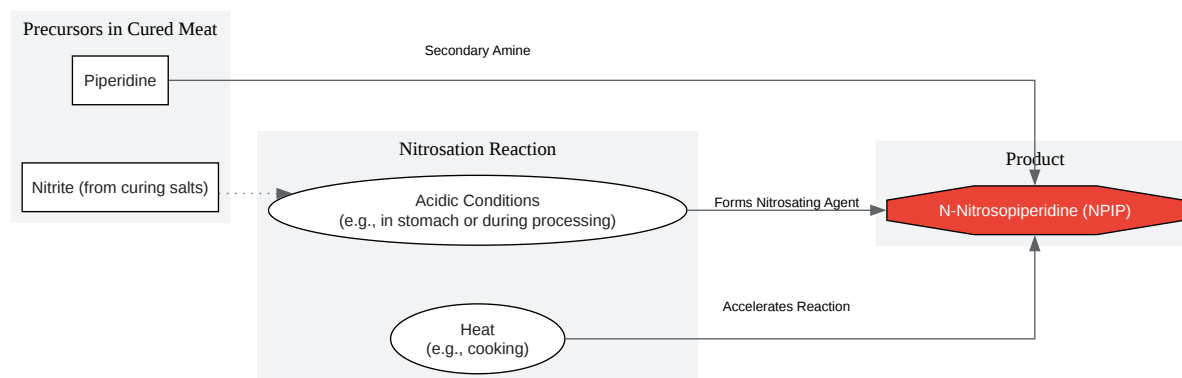 Precursors in Cured Meat
Piperidine
Secondary Amine
Nitrite (from curing salts)
Nitrosation Reaction
Acidic Conditions
(e.g., in stomach or during processing)
Forms Nitrosating Agent
Product
N-Nitrosopiperidine (NPIP)
Heat
(e.g., cooking)
Accelerates Reaction